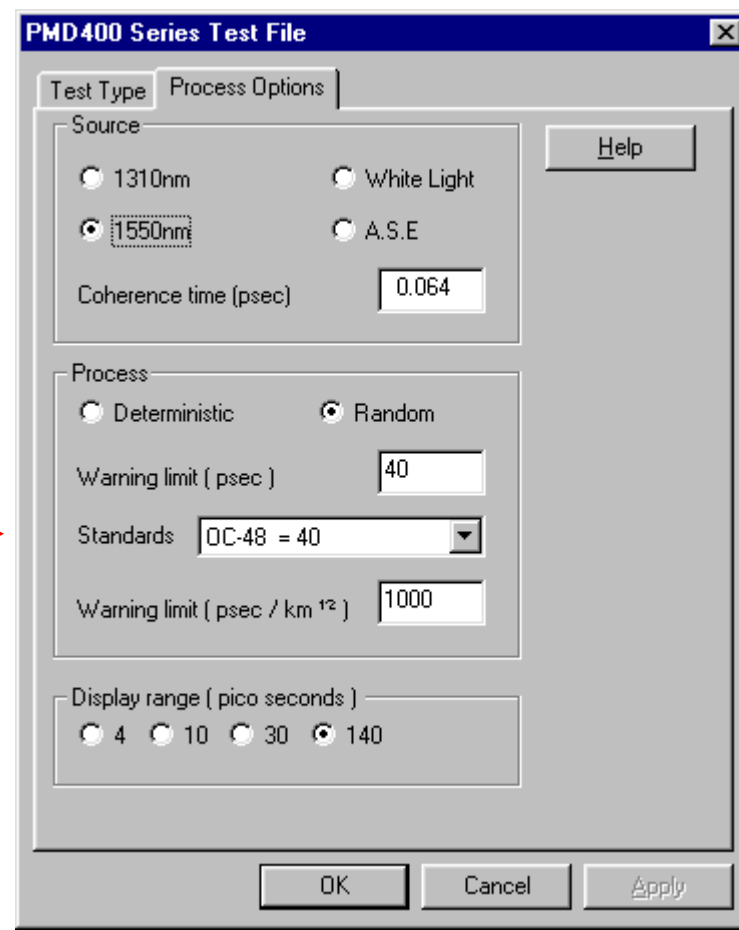 PMD400 Series Test File
Test Type Process Options
Source
Help
1310nm White Light
1550nm A.S.E
Coherence time (psec) 0.064
Process
Deterministic Random
Warning limit ( psec ) 40
Standards OC-48 = 40
Warning limit ( psec / km ¹² ) 1000
Display range ( pico seconds )
4 10 30 140
OK Cancel Apply